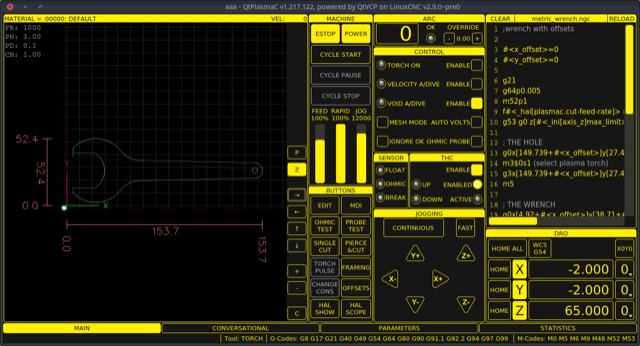 aaa - QtPlasmaC v1.217.122, powered by QtVCP on LinuxCNC v2.9.0-pre0
MATERIAL = 00000: DEFAULT
VEL: 0
FR: 1000
PH: 3.00
PD: 0.1
CH: 1.00
52.4
52.4
0.0
Y
X
153.7
0.0
153.7
P
Z
→
←
↑
↓
+
-
C
MACHINE
ESTOP
POWER
CYCLE START
CYCLE PAUSE
CYCLE STOP
FEED RAPID JOG
100% 100% 12000
BUTTONS
EDIT
MDI
OHMIC TEST
PROBE TEST
SINGLE CUT
PIERCE &CUT
TORCH PULSE
FRAMING
CHANGE CONS
OFFSETS
HAL SHOW
HAL SCOPE
ARC
0
OK
OVERRIDE
- 0.00 +
CONTROL
TORCH ON ENABLE
VELOCITY A/DIVE ENABLE
VOID A/DIVE ENABLE
MESH MODE AUTO VOLTS
IGNORE OK OHMIC PROBE
SENSOR
FLOAT
OHMIC
BREAK
THC
ENABLE
UP ENABLED
DOWN ACTIVE
JOGGING
CONTINUOUS
FAST
Y+
Z+
X-
X+
Y-
Z-
CLEAR metric_wrench.ngc RELOAD
1 ;wrench with offsets
2
3 #<x_offset>=0
4 #<y_offset>=0
5
6 g21
7 g64p0.005
8 m52p1
9 f#<_hal[plasmac.cut-feed-rate]>
10 g53 g0 z[#<_ini[axis_z]max_limit>
11
12 ; THE HOLE
13 g0x[149.739+#<x_offset>]y[27.4
14 m3$0s1 (select plasma torch)
15 g3x[149.739+#<x_offset>]y[27.4
16 m5
17
18 ; THE WRENCH
19 g0x[4.92+#<x_offset>]y[38.71+
DRO
HOME ALL
WCS G54
X0Y0
HOME X -2.000 0
HOME Y -2.000 0
HOME Z 65.000 0
MAIN
CONVERSATIONAL
PARAMETERS
STATISTICS
Tool: TORCH
G-Codes: G8 G17 G21 G40 G49 G54 G64 G80 G90 G91.1 G92.2 G94 G97 G99
M-Codes: M0 M5 M6 M9 M48 M52 M53